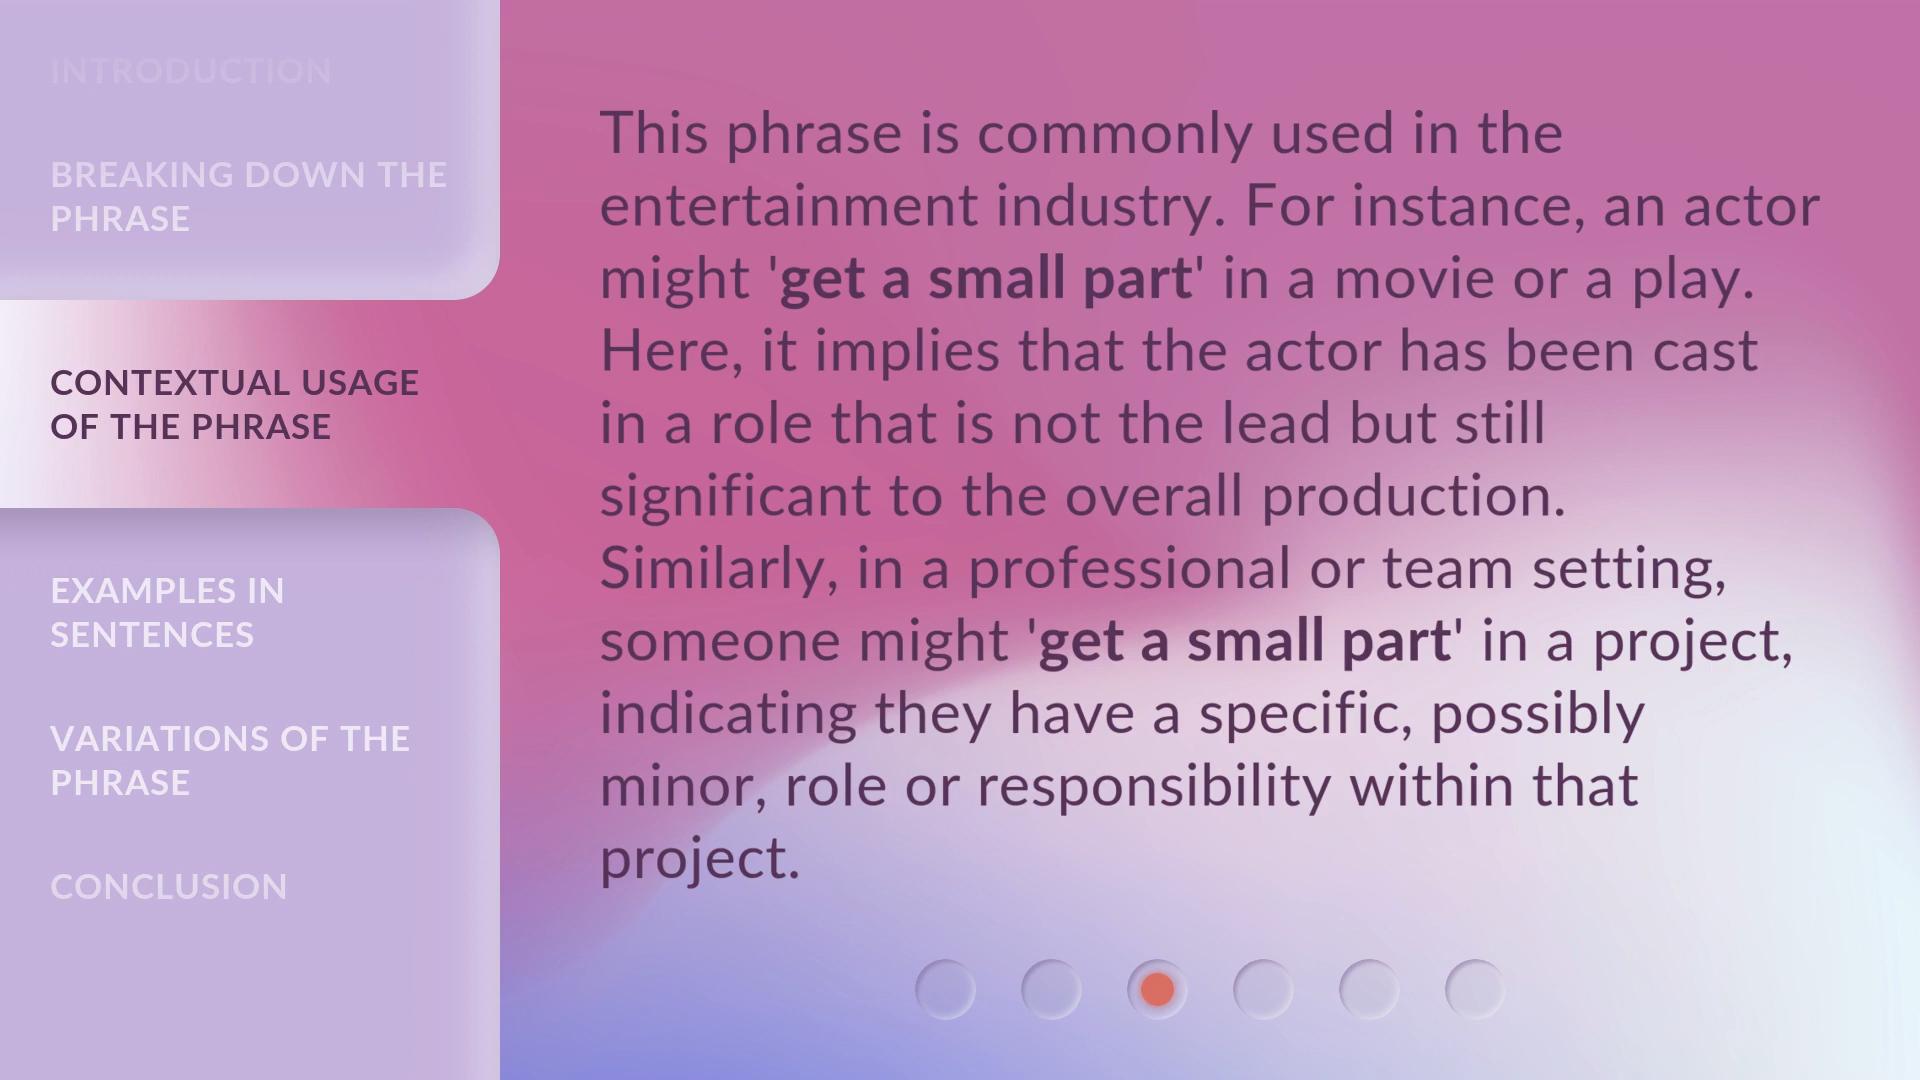 INTRODUCTION
BREAKING DOWN THE
PHRASE
CONTEXTUAL USAGE
OF THE PHRASE
EXAMPLES IN
SENTENCES
VARIATIONS OF THE
PHRASE
CONCLUSION
This phrase is commonly used in the
entertainment industry. For instance, an actor
might 'get a small part' in a movie or a play.
Here, it implies that the actor has been cast
in a role that is not the lead but still
significant to the overall production.
Similarly, in a professional or team setting,
someone might 'get a small part' in a project,
indicating they have a specific, possibly
minor, role or responsibility within that
project.